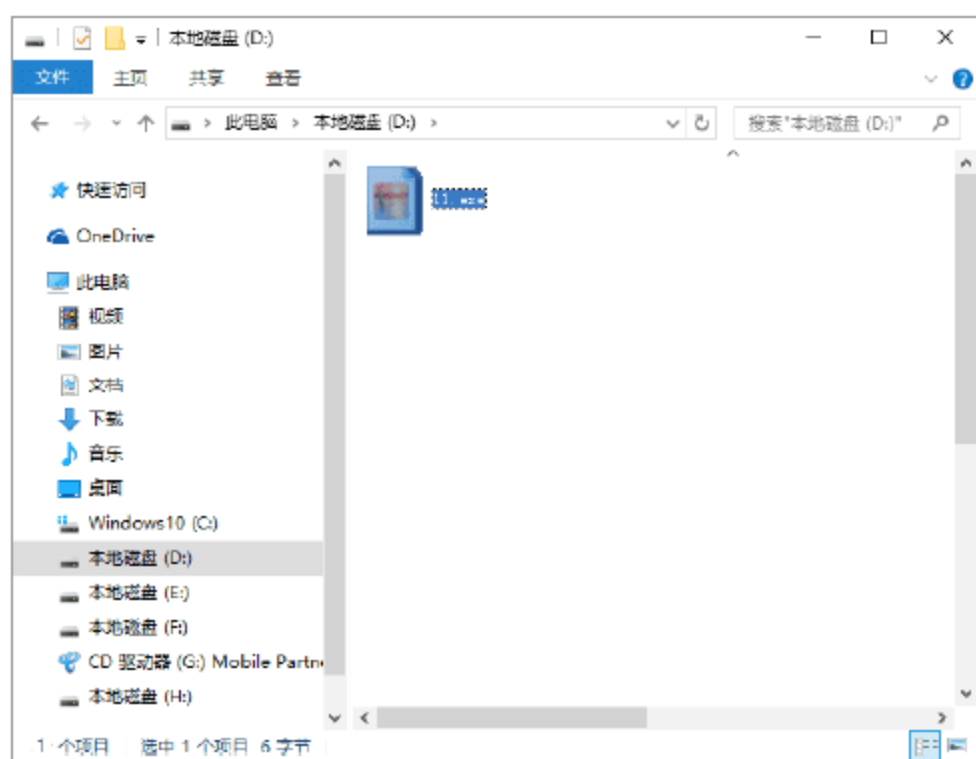 本地磁盘 (D:)
文件 主页 共享 查看
此电脑 › 本地磁盘 (D:) › 搜索"本地磁盘 (D:)"
快速访问
11.exe
OneDrive
此电脑
视频
图片
文档
下载
音乐
桌面
Windows10 (C:)
本地磁盘 (D:)
本地磁盘 (E:)
本地磁盘 (F:)
CD 驱动器 (G:) Mobile Partn
本地磁盘 (H:)
1 个项目 选中 1 个项目 6 字节